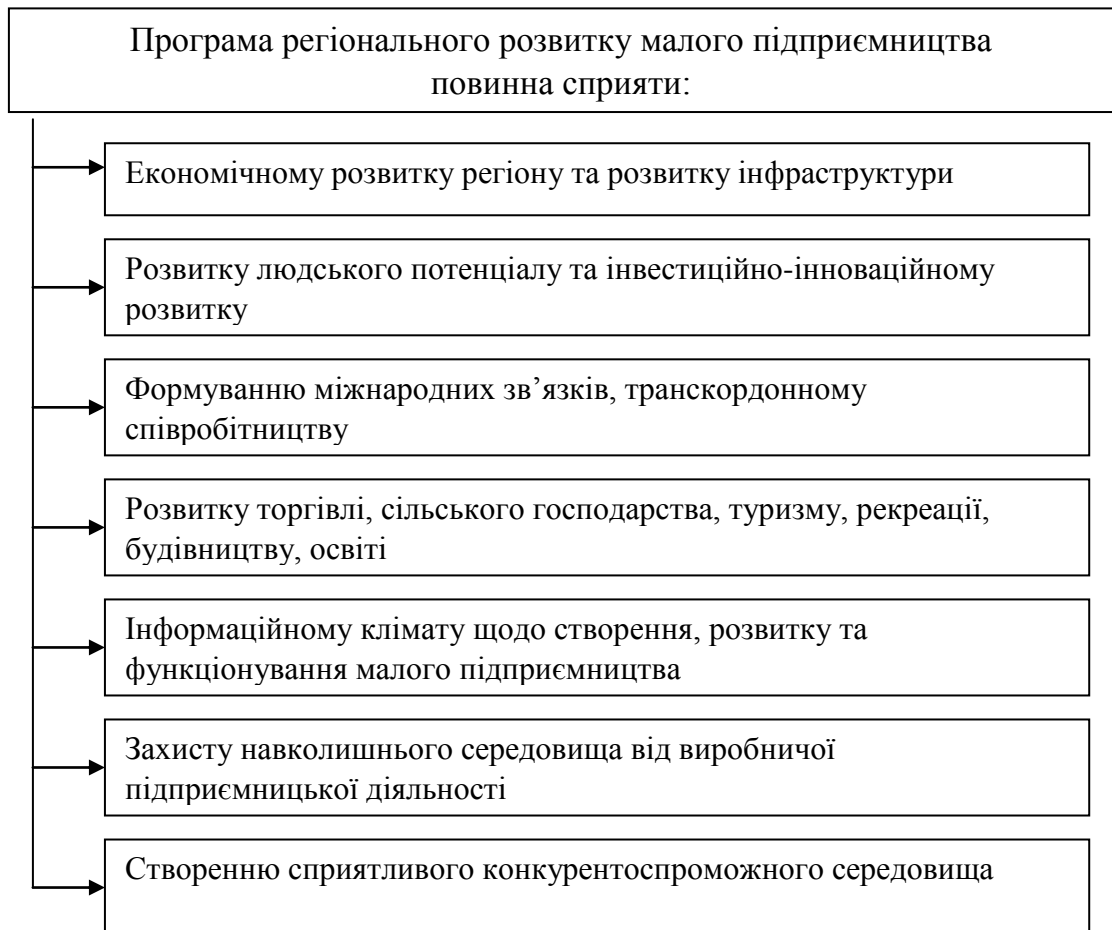 Програма регіонального розвитку малого підприємництва
повинна сприяти:
Економічному розвитку регіону та розвитку інфраструктури
Розвитку людського потенціалу та інвестиційно-інноваційному
розвитку
Формуванню міжнародних зв’язків, транскордонному
співробітництву
Розвитку торгівлі, сільського господарства, туризму, рекреації,
будівництву, освіті
Інформаційному клімату щодо створення, розвитку та
функціонування малого підприємництва
Захисту навколишнього середовища від виробничої
підприємницької діяльності
Створенню сприятливого конкурентоспроможного середовища